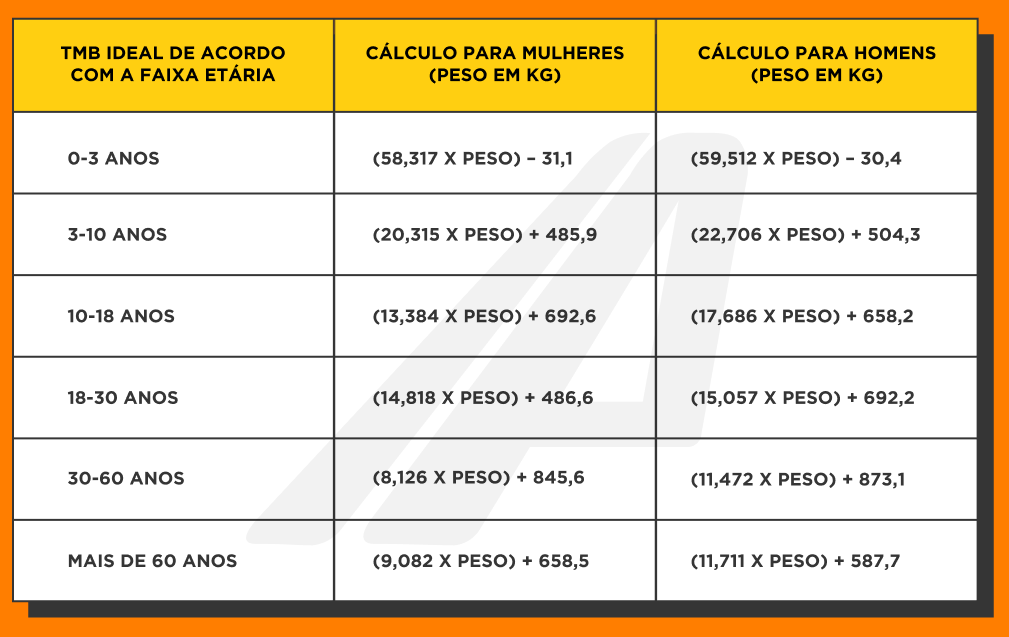 TMB IDEAL DE ACORDO
COM A FAIXA ETÁRIA
CÁLCULO PARA MULHERES
(PESO EM KG)
CÁLCULO PARA HOMENS
(PESO EM KG)
0-3 ANOS
(58,317 X PESO) – 31,1
(59,512 X PESO) – 30,4
3-10 ANOS
(20,315 X PESO) + 485,9
(22,706 X PESO) + 504,3
10-18 ANOS
(13,384 X PESO) + 692,6
(17,686 X PESO) + 658,2
18-30 ANOS
(14,818 X PESO) + 486,6
(15,057 X PESO) + 692,2
30-60 ANOS
(8,126 X PESO) + 845,6
(11,472 X PESO) + 873,1
MAIS DE 60 ANOS
(9,082 X PESO) + 658,5
(11,711 X PESO) + 587,7